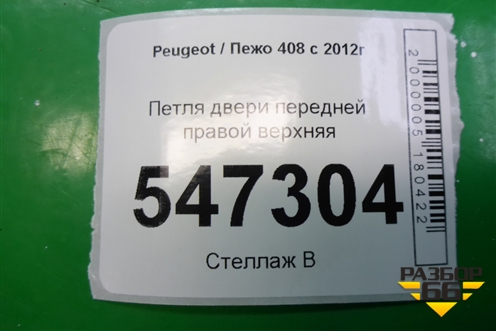 Peugeot / Пежо 408 с 2012г
Петля двери передней
правой верхняя
547304
Стеллаж В
2000005180422
РАЗБОР
66